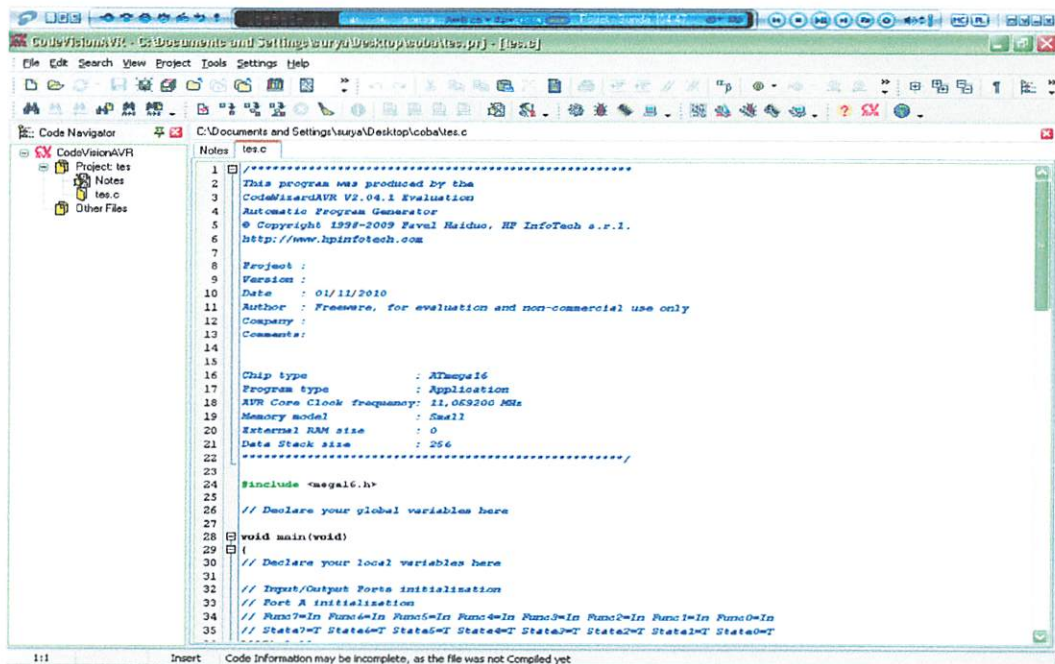 CodeVisionAVR - C:\Documents and Settings\surya\Desktop\coba\tes.prj - [tes.c]
File Edit Search View Project Tools Settings Help
Code Navigator
C:\Documents and Settings\surya\Desktop\coba\tes.c
CodeVisionAVR
Project: tes
Notes
tes.c
Other Files
Notes tes.c
1 /*****************************************************
2 This program was produced by the
3 CodeWizardAVR V2.04.1 Evaluation
4 Automatic Program Generator
5 © Copyright 1998-2009 Pavel Haiduc, HP InfoTech s.r.l.
6 http://www.hpinfotech.com
7
8 Project :
9 Version :
10 Date : 01/11/2010
11 Author : Freeware, for evaluation and non-commercial use only
12 Company :
13 Comments:
14
15
16 Chip type : ATmega16
17 Program type : Application
18 AVR Core Clock frequency: 11,059200 MHz
19 Memory model : Small
20 External RAM size : 0
21 Data Stack size : 256
22 *****************************************************/
23
24 #include <mega16.h>
25
26 // Declare your global variables here
27
28 void main(void)
29 {
30 // Declare your local variables here
31
32 // Input/Output Ports initialization
33 // Port A initialization
34 // Func7=In Func6=In Func5=In Func4=In Func3=In Func2=In Func1=In Func0=In
35 // State7=T State6=T State5=T State4=T State3=T State2=T State1=T State0=T
1:1 Insert Code Information may be incomplete, as the file was not Compiled yet